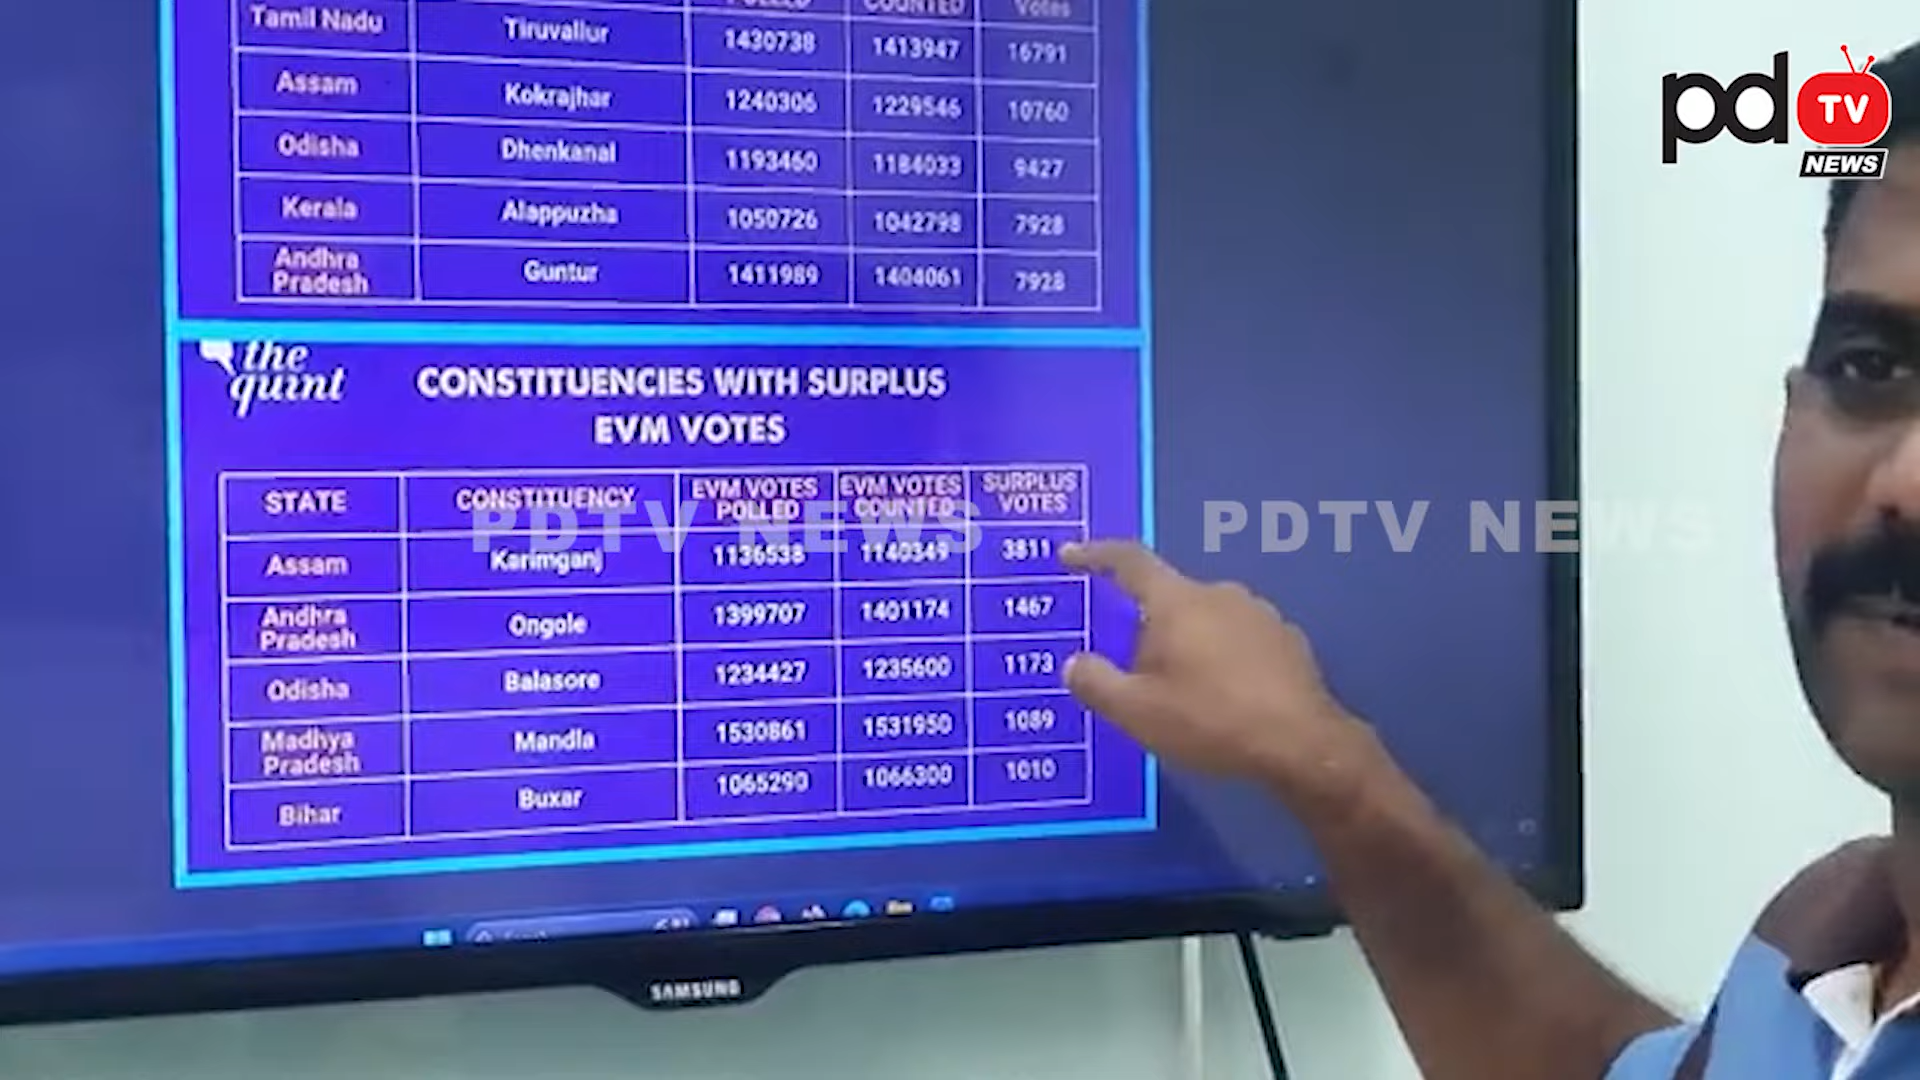 POLLED COUNTED Votes
Tamil Nadu Tiruvallur 1430738 1413947 16791
Assam Kokrajhar 1240306 1229546 10760
Odisha Dhenkanal 1193460 1184033 9427
Kerala Alappuzha 1050726 1042798 7928
Andhra
Pradesh Guntur 1411989 1404061 7928
pd TV
NEWS
the
quint
CONSTITUENCIES WITH SURPLUS
EVM VOTES
STATE CONSTITUENCY EVM VOTES
POLLED EVM VOTES
COUNTED SURPLUS
VOTES
PDTV NEWS PDTV NEWS
Assam Karimganj 1136538 1140349 3811
Andhra
Pradesh Ongole 1399707 1401174 1467
Odisha Balasore 1234427 1235600 1173
Madhya
Pradesh Mandla 1530861 1531950 1089
Bihar Buxar 1065290 1066300 1010
SAMSUNG